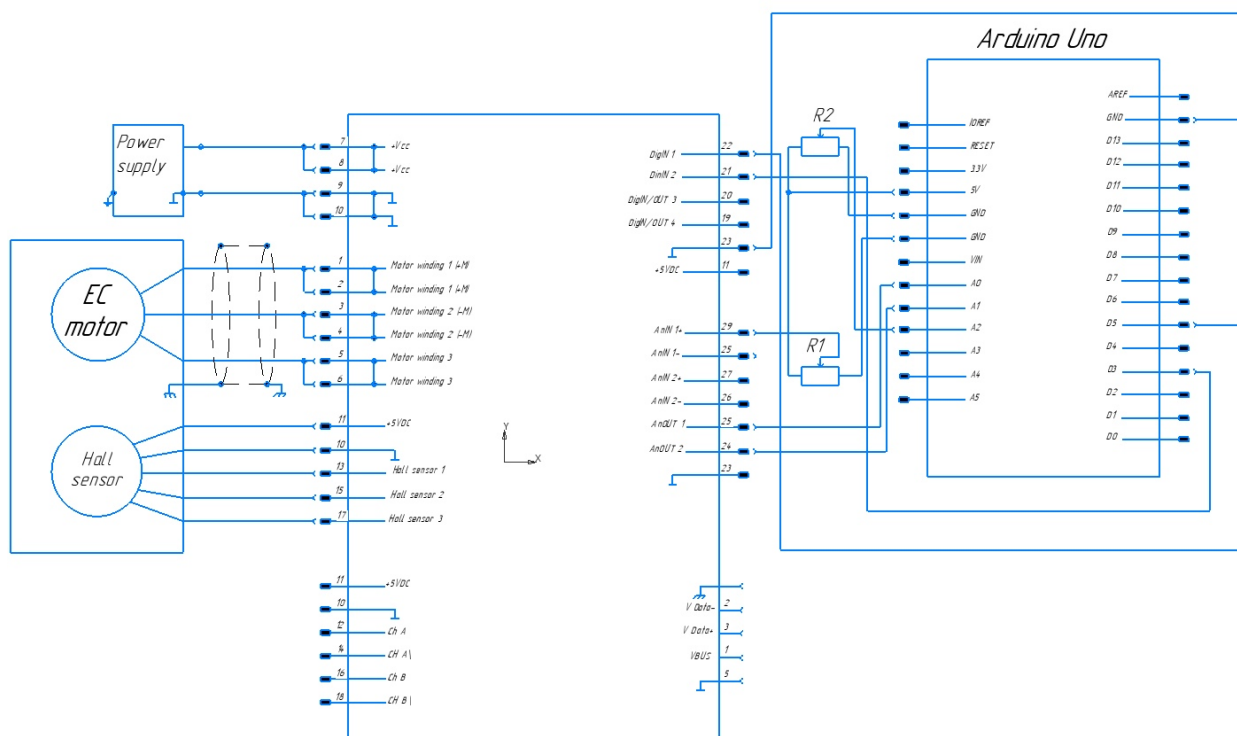 Arduino Uno
Power
supply
7
+Vcc
8
+Vcc
9
10
EC
motor
1
Motor winding 1 (+M)
2
Motor winding 1 (+M)
3
Motor winding 2 (-M)
4
Motor winding 2 (-M)
5
Motor winding 3
6
Motor winding 3
Hall
sensor
11
+5VDC
10
13
Hall sensor 1
15
Hall sensor 2
17
Hall sensor 3
11
+5VDC
10
12
Ch A
14
CH A\
16
Ch B
18
CH B\
Y
X
DigIN 1
22
DinIN 2
21
DigIN/OUT 3
20
DigIN/OUT 4
19
23
+5VDC
11
AnIN 1+
29
AnIN 1-
25
AnIN 2+
27
AnIN 2-
26
AnOUT 1
25
AnOUT 2
24
23
V Data-
2
V Data+
3
VBUS
1
5
R2
R1
IOREF
RESET
3.3V
5V
GND
GND
VIN
A0
A1
A2
A3
A4
A5
AREF
GND
D13
D12
D11
D10
D9
D8
D7
D6
D5
D4
D3
D2
D1
D0